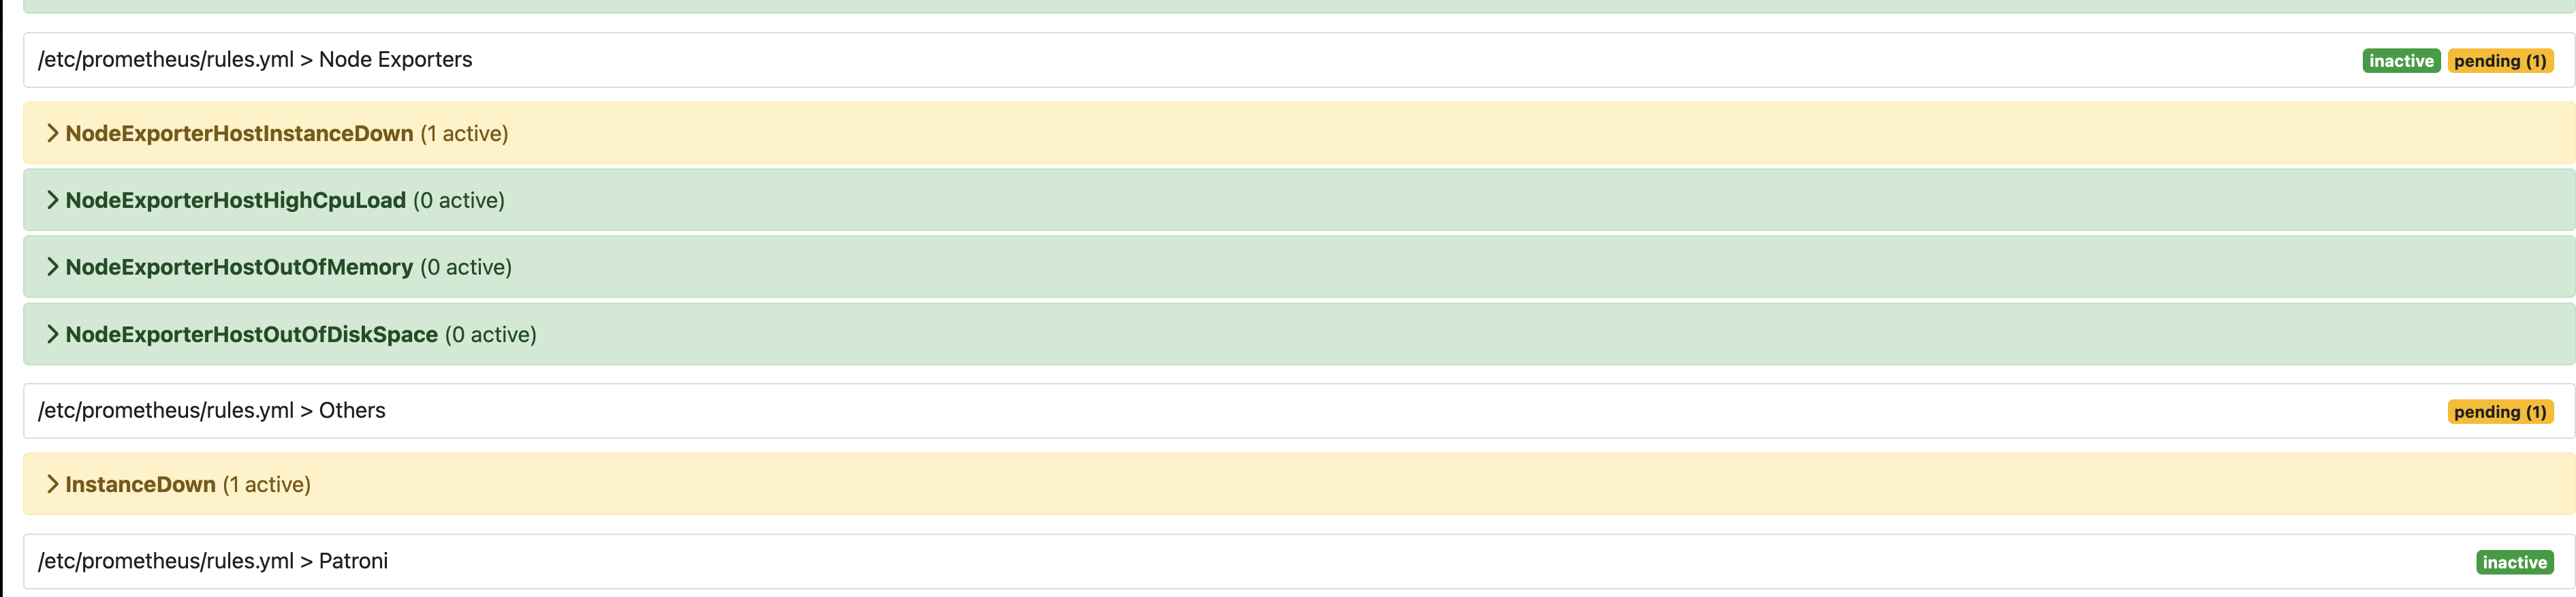 /etc/prometheus/rules.yml > Node Exporters inactive pending (1)
NodeExporterHostInstanceDown (1 active)
NodeExporterHostHighCpuLoad (0 active)
NodeExporterHostOutOfMemory (0 active)
NodeExporterHostOutOfDiskSpace (0 active)
/etc/prometheus/rules.yml > Others pending (1)
InstanceDown (1 active)
/etc/prometheus/rules.yml > Patroni inactive